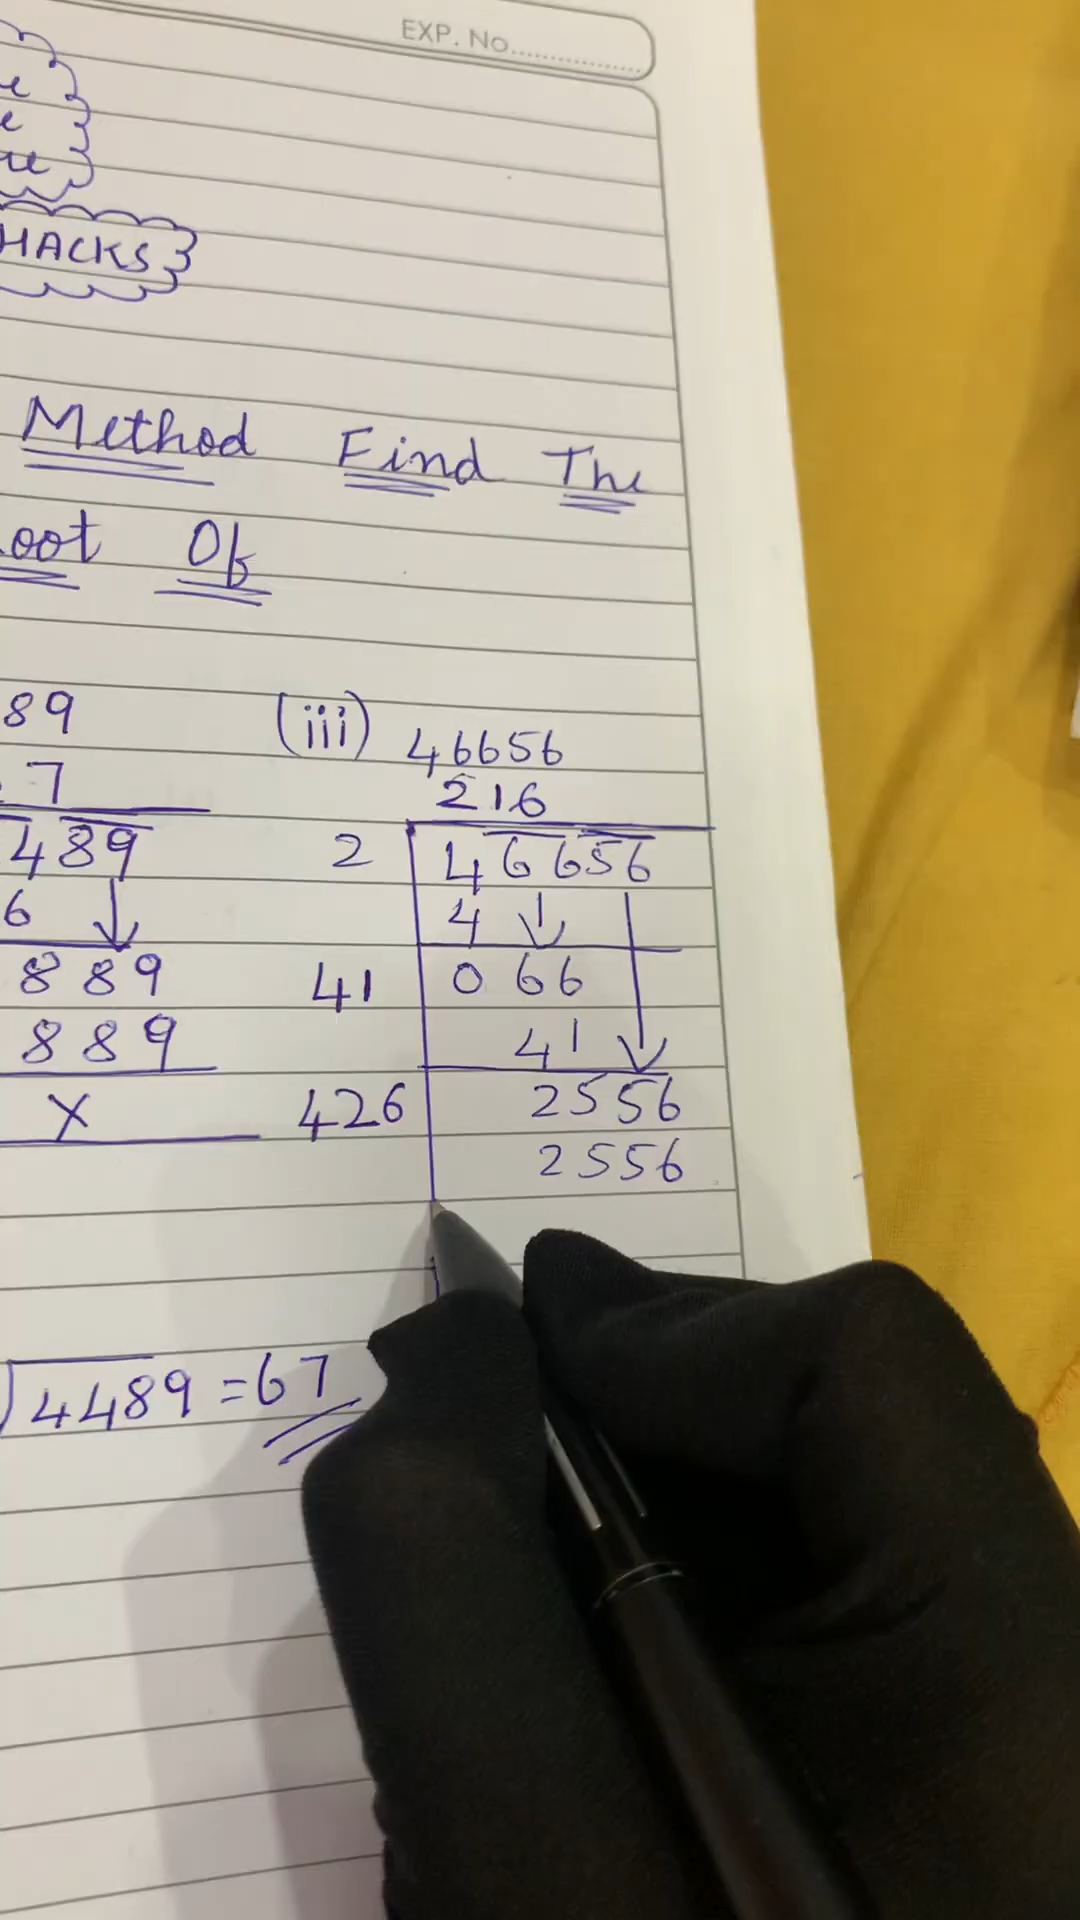 EXP. No.
HACKS
Method Find The
oot Of
89
7
489
6
889
889
X
4489 = 67
(iii) 46656
216
2 46656
4
41 066
41
426 2556
2556